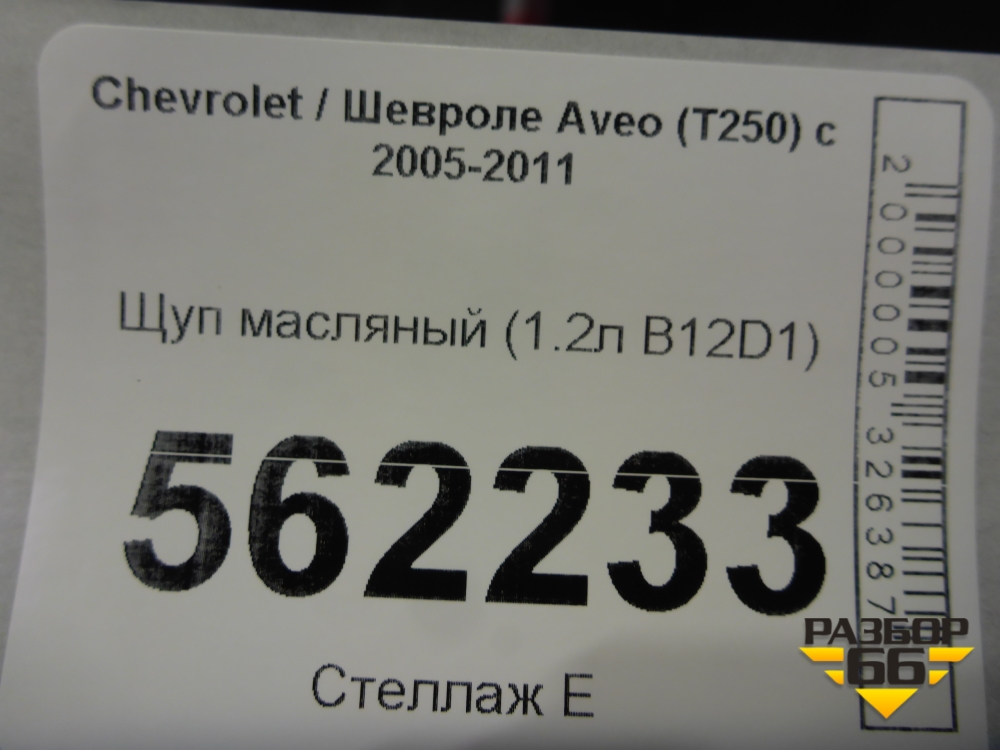 Chevrolet / Шевроле Aveo (T250) с
2005-2011
Щуп масляный (1.2л B12D1)
562233
Стеллаж Е
2000005326387
РАЗБОР
66